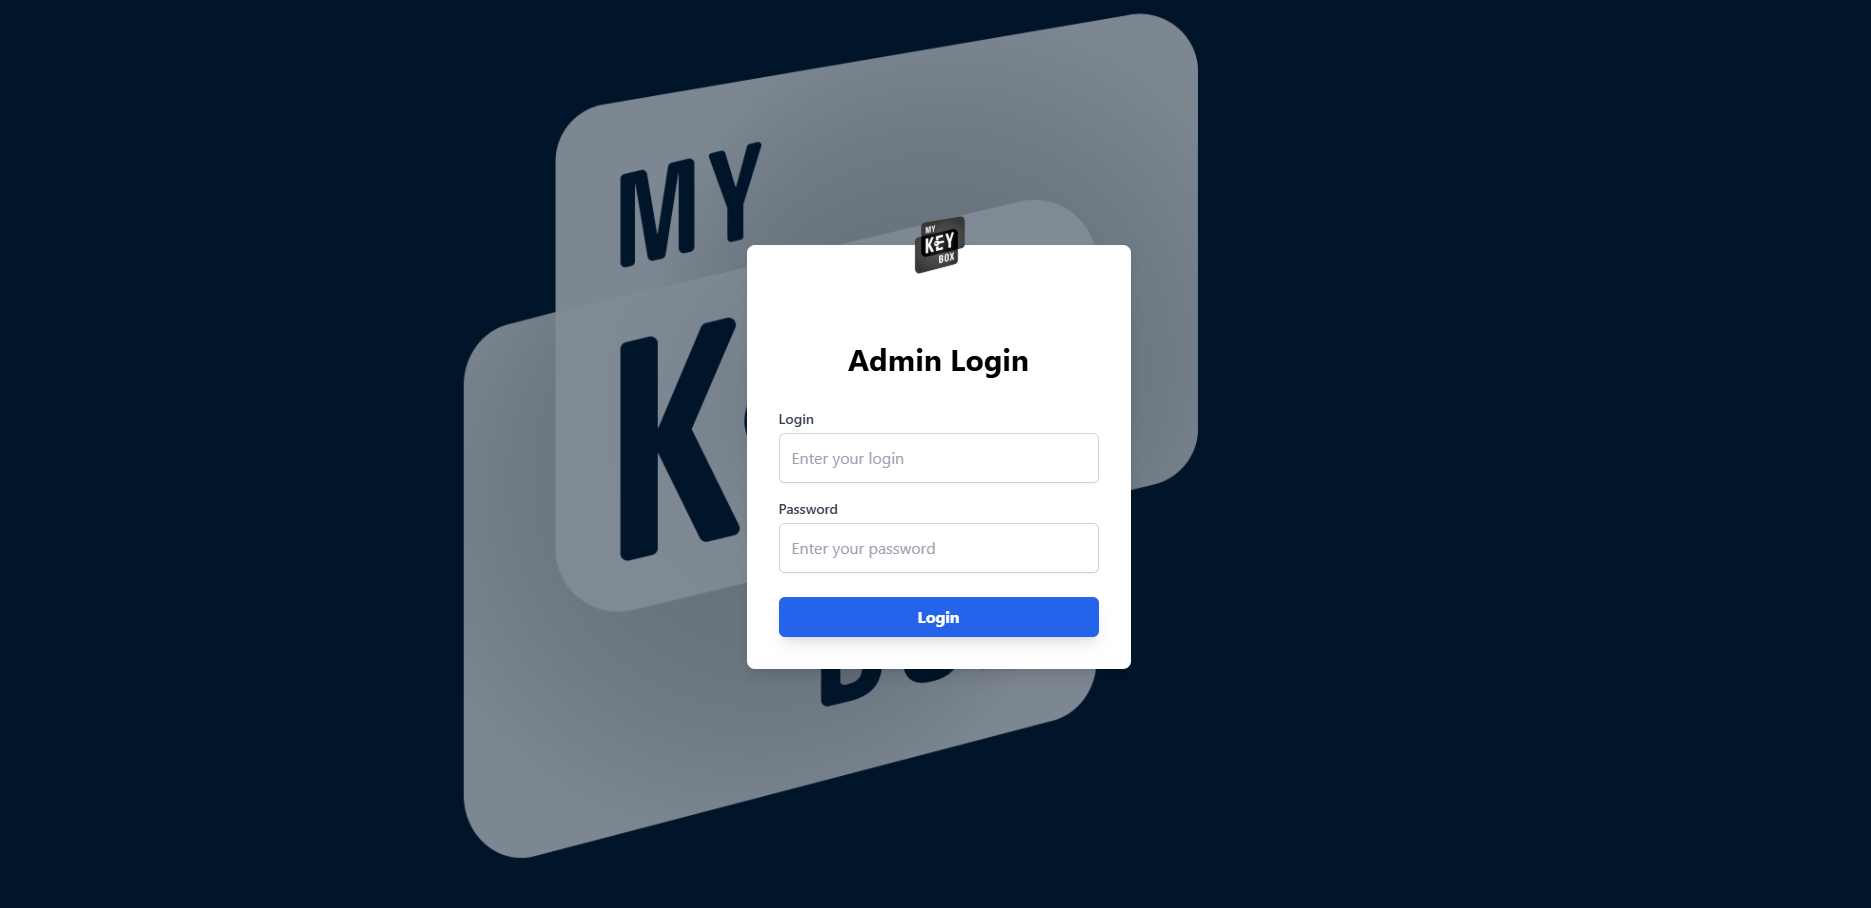 MY
K
MY
KEY
BOX
Admin Login
Login
Enter your login
Password
Enter your password
Login